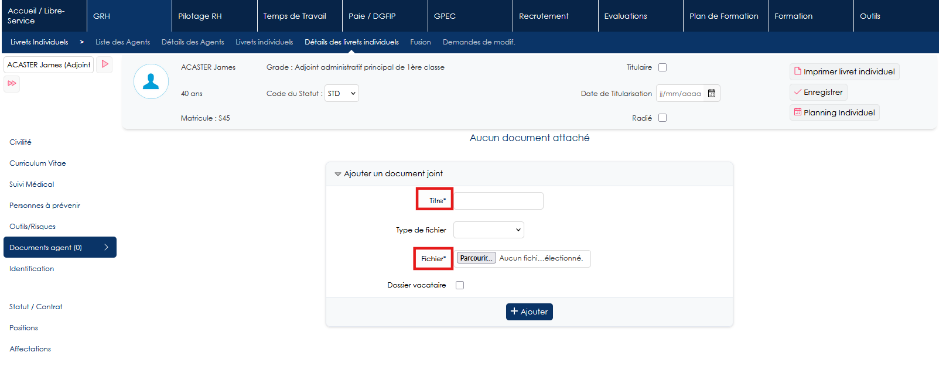 Accueil / Libre-Service
GRH
Pilotage RH
Temps de Travail
Paie / DGFIP
GPEC
Recrutement
Evaluations
Plan de Formation
Formation
Outils
Livrets Individuels > Liste des Agents Détails des Agents Livrets individuels Détails des livrets individuels Fusion Demandes de modif.
ACASTER James (Adjoint
ACASTER James
Grade : Adjoint administratif principal de 1ère classe
Titulaire
Imprimer livret individuel
40 ans
Code du Statut : STD
Date de Titularisation jj/mm/aaaa
Enregistrer
Matricule : S45
Radié
Planning Individuel
Aucun document attaché
Civilité
Curriculum Vitae
Suivi Médical
Personnes à prévenir
Outils/Risques
Documents agent (0)
Identification
Statut / Contrat
Positions
Affectations
Ajouter un document joint
Titre*
Type de fichier
Fichier* Parcourir... Aucun fichi...électionné.
Dossier vacataire
+ Ajouter